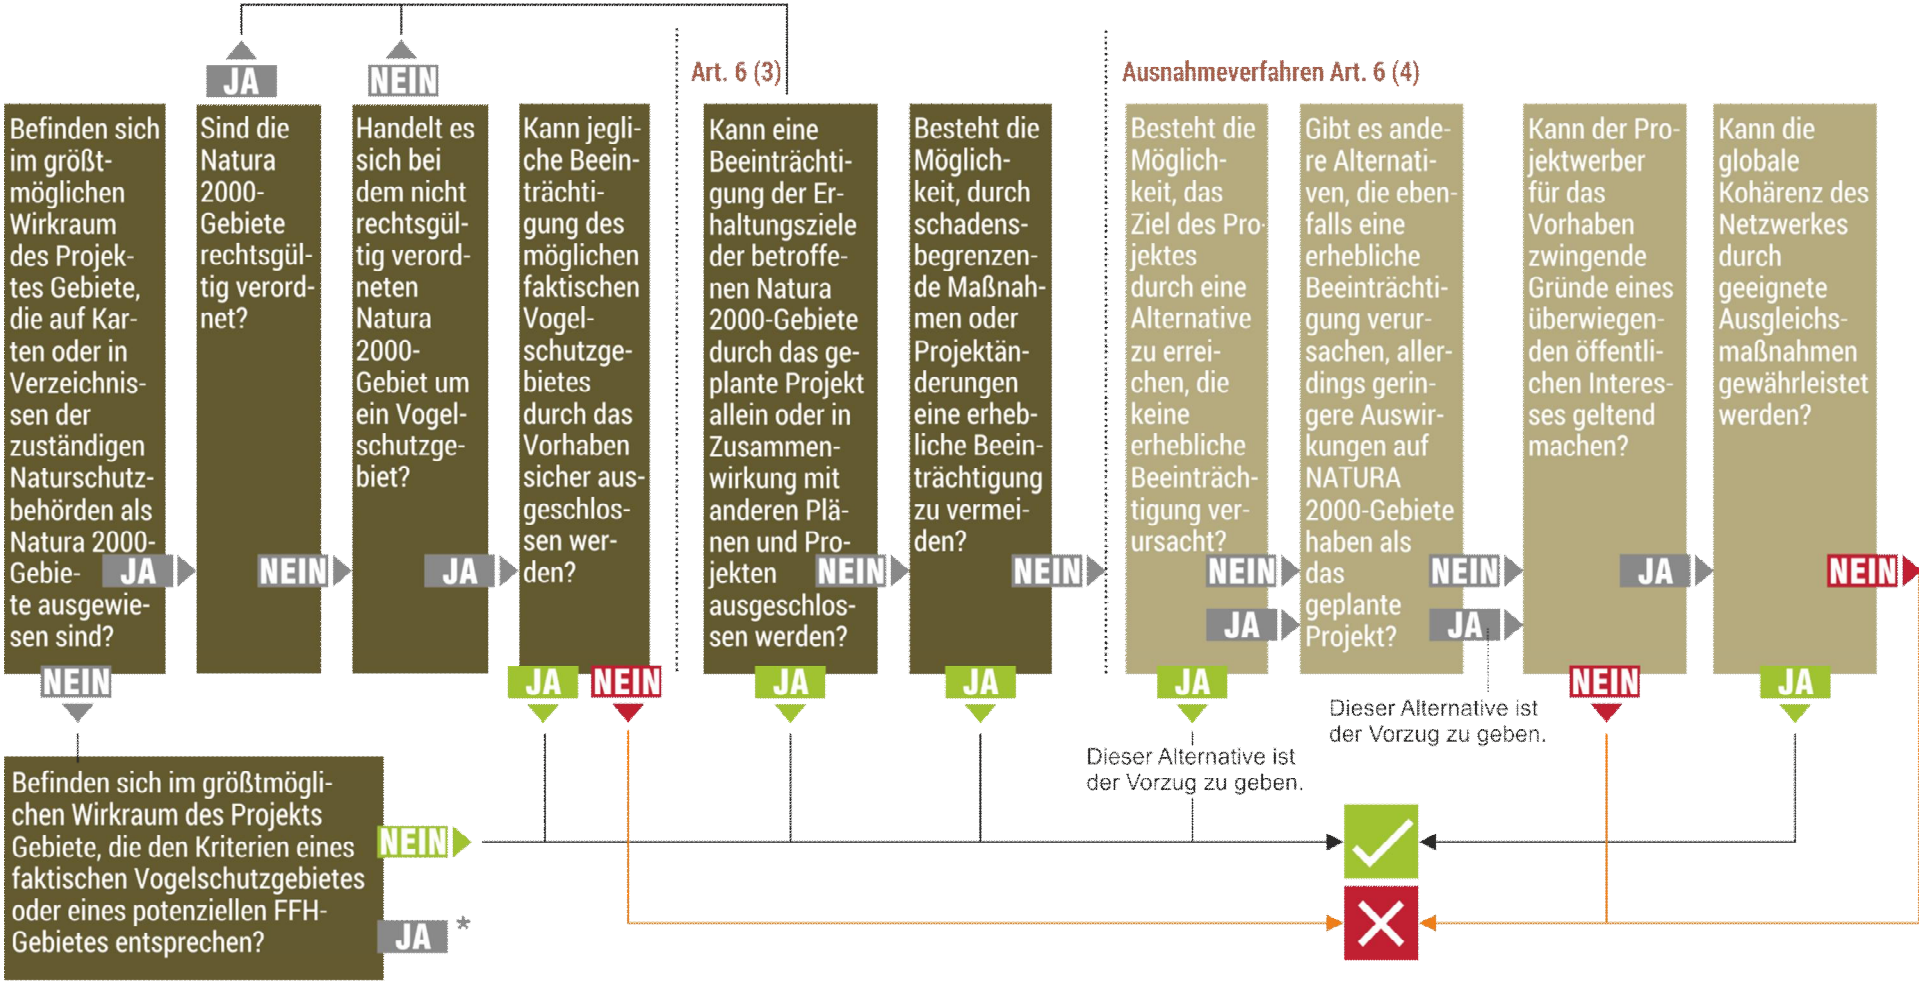 JA
NEIN
Art. 6 (3)
Ausnahmeverfahren Art. 6 (4)
Befinden sich
im größt-
möglichen
Wirkraum
des Projek-
tes Gebiete,
die auf Kar-
ten oder in
Verzeichnis-
sen der
zuständigen
Naturschutz-
behörden als
Natura 2000-
Gebie-
te ausgewie-
sen sind?
JA
NEIN
Sind die
Natura
2000-
Gebiete
rechtsgül-
tig verord-
net?
NEIN
Handelt es
sich bei
dem nicht
rechtsgül-
tig verord-
neten
Natura
2000-
Gebiet um
ein Vogel-
schutzge-
biet?
JA
Kann jegli-
che Beein-
trächti-
gung des
möglichen
faktischen
Vogel-
schutzge-
bietes
durch das
Vorhaben
sicher aus-
geschlos-
sen wer-
den?
JA
NEIN
Kann eine
Beeinträchti-
gung der Er-
haltungsziele
der betroffe-
nen Natura
2000-Gebiete
durch das ge-
plante Projekt
allein oder in
Zusammen-
wirkung mit
anderen Plä-
nen und Pro-
jekten
ausgeschlos-
sen werden?
NEIN
JA
Besteht die
Möglich-
keit, durch
schadens-
begrenzen-
de Maßnah-
men oder
Projektän-
derungen
eine erheb-
liche Beein-
trächtigung
zu vermei-
den?
NEIN
JA
Besteht die
Möglich-
keit, das
Ziel des Pro-
jektes
durch eine
Alternative
zu errei-
chen, die
keine
erhebliche
Beeinträch-
tigung ver-
ursacht?
NEIN
JA
JA
Dieser Alternative ist
der Vorzug zu geben.
Gibt es ande-
re Alternati-
ven, die eben-
falls eine
erhebliche
Beeinträchti-
gung verur-
sachen, aller-
dings gerin-
gere Auswir-
kungen auf
NATURA
2000-Gebiete
haben als
das
geplante
Projekt?
NEIN
JA
Dieser Alternative ist
der Vorzug zu geben.
Kann der Pro-
jektwerber
für das
Vorhaben
zwingende
Gründe eines
überwiegen-
den öffentli-
chen Interes-
ses geltend
machen?
JA
NEIN
Kann die
globale
Kohärenz des
Netzwerkes
durch
geeignete
Ausgleichs-
maßnahmen
gewährleistet
werden?
NEIN
JA
Befinden sich im größtmögli-
chen Wirkraum des Projekts
Gebiete, die den Kriterien eines
faktischen Vogelschutzgebietes
oder eines potenziellen FFH-
Gebietes entsprechen?
NEIN
JA *